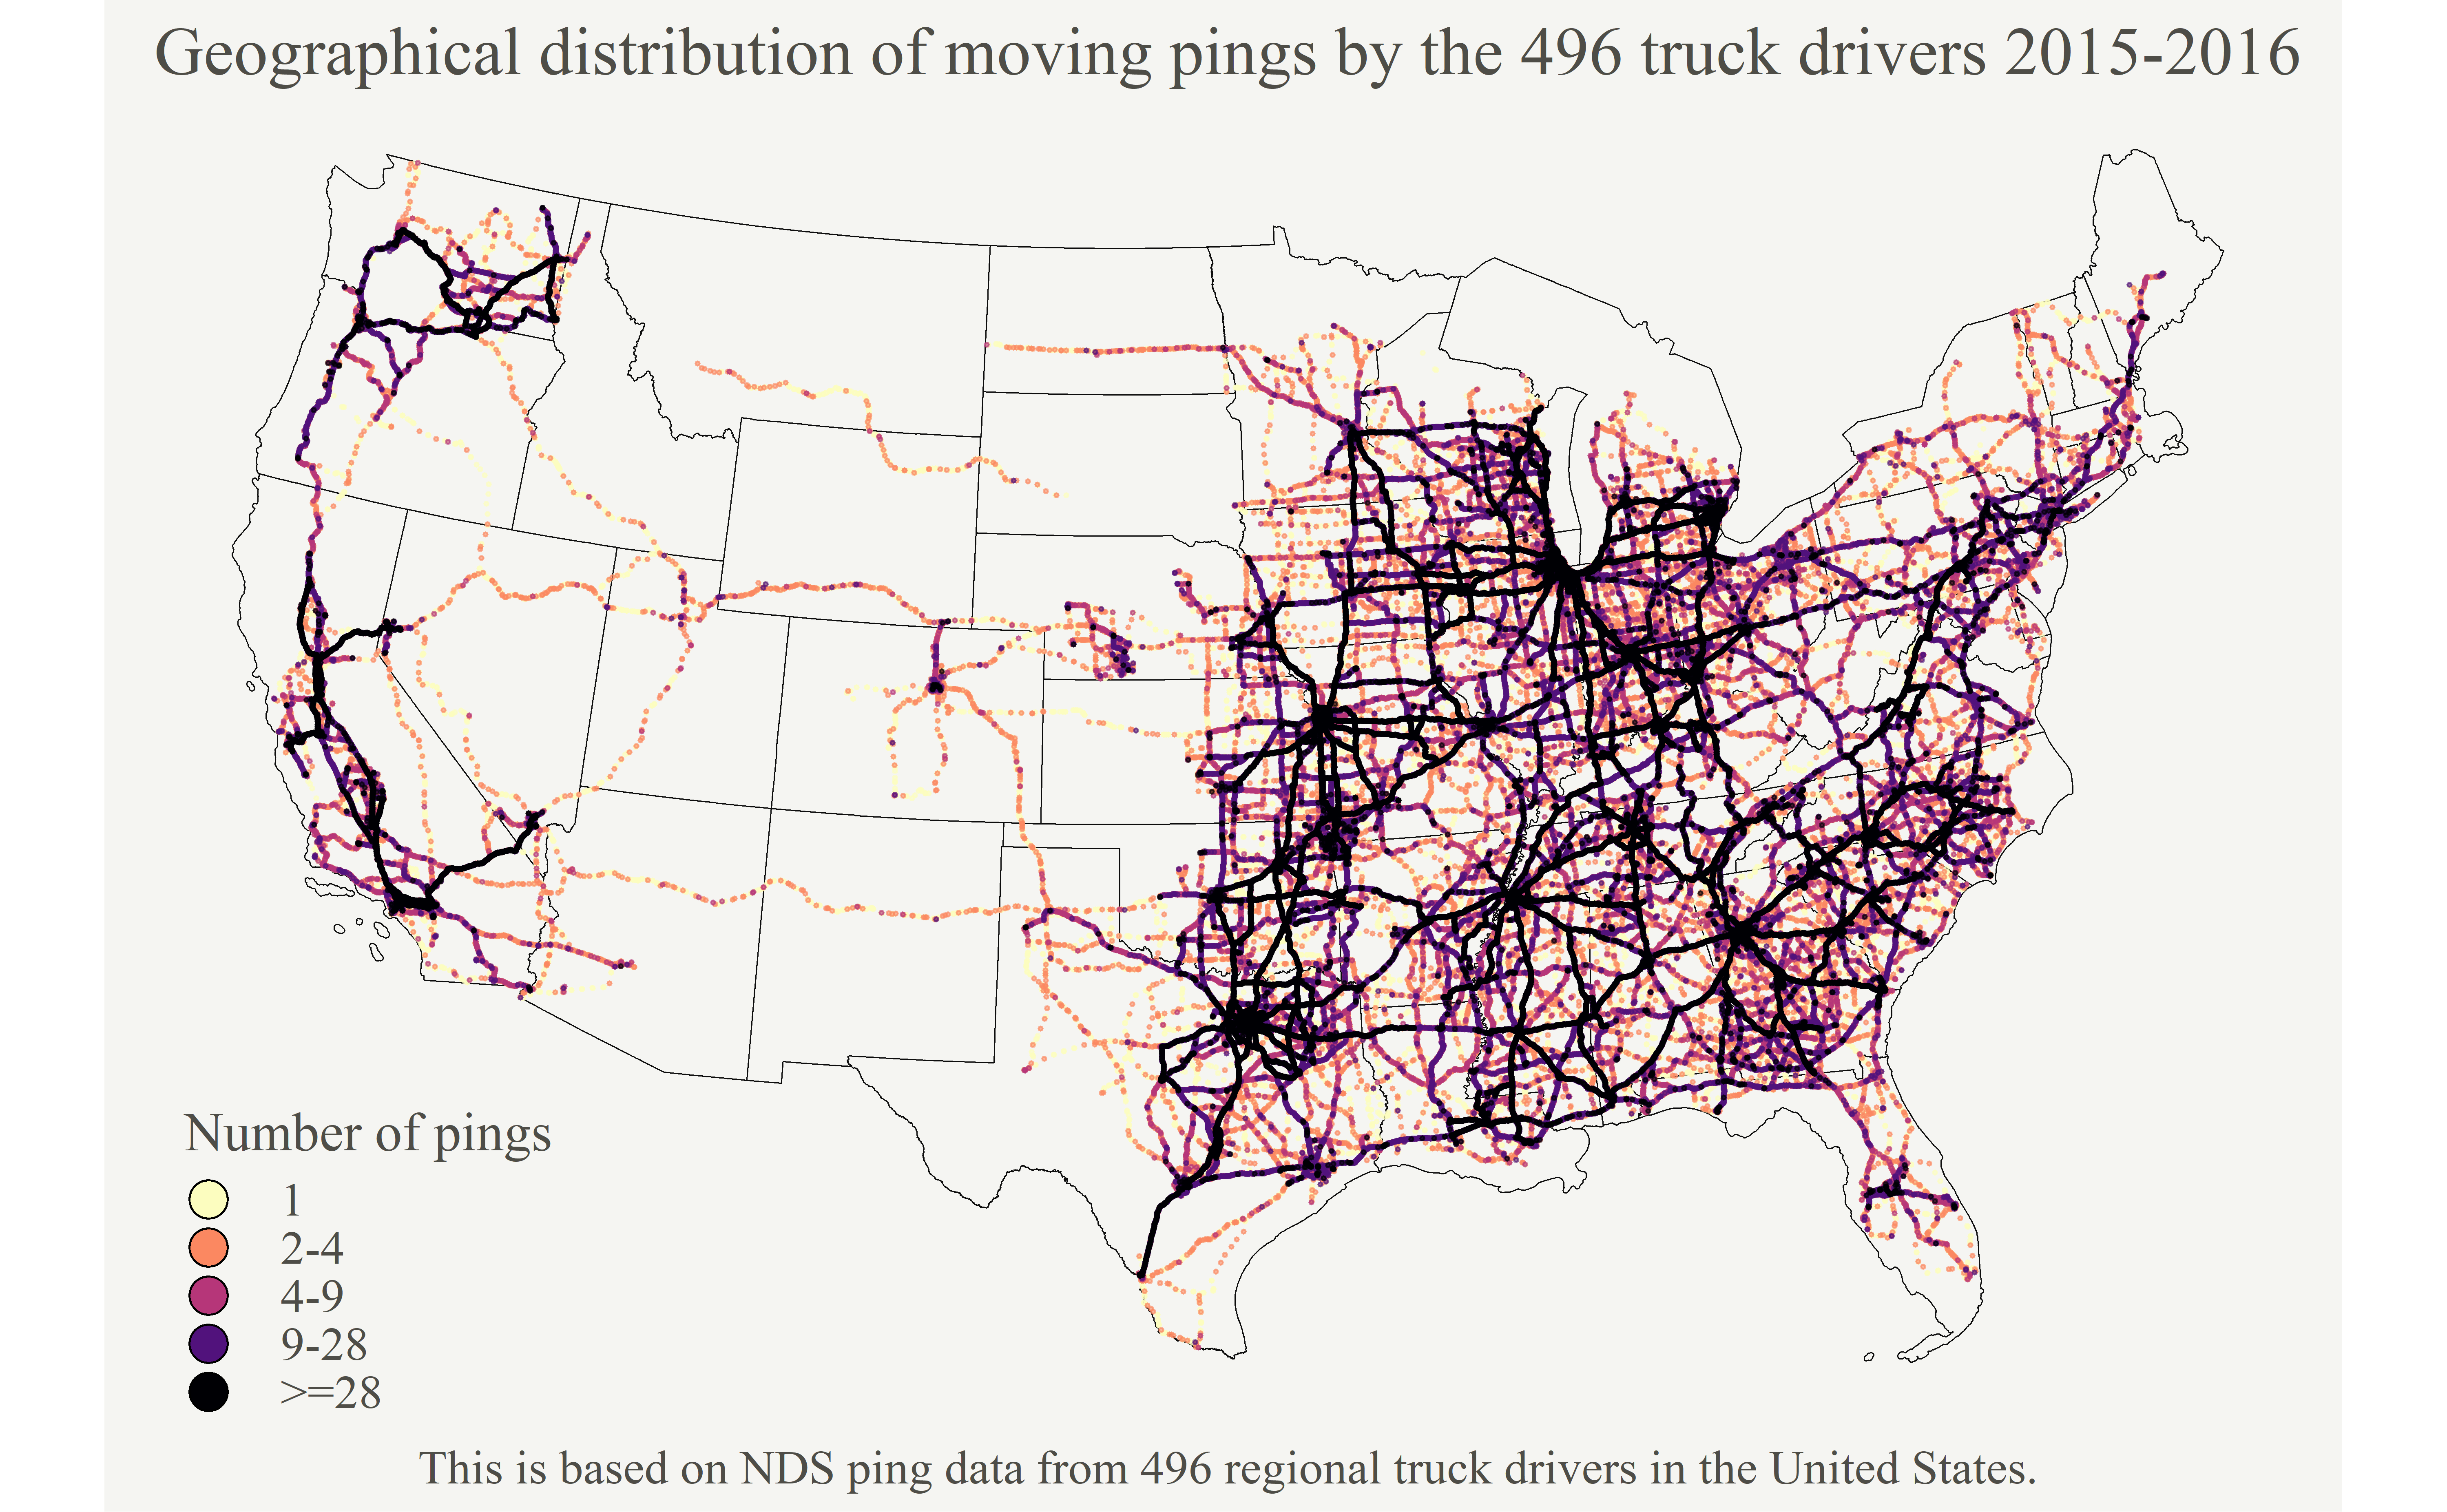 Geographical distribution of moving pings by the 496 truck drivers 2015-2016
Number of pings
1
2-4
4-9
9-28
>=28
This is based on NDS ping data from 496 regional truck drivers in the United States.